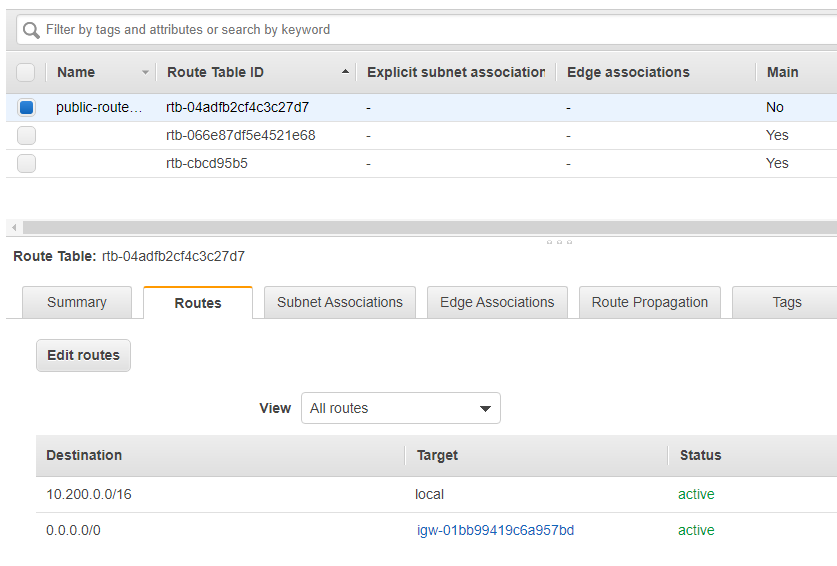 Filter by tags and attributes or search by keyword
Name Route Table ID Explicit subnet association Edge associations Main
public-route… rtb-04adfb2cf4c3c27d7 - - No
rtb-066e87df5e4521e68 - - Yes
rtb-cbcd95b5 - - Yes
Route Table: rtb-04adfb2cf4c3c27d7
Summary Routes Subnet Associations Edge Associations Route Propagation Tags
Edit routes
View All routes
Destination Target Status
10.200.0.0/16 local active
0.0.0.0/0 igw-01bb99419c6a957bd active